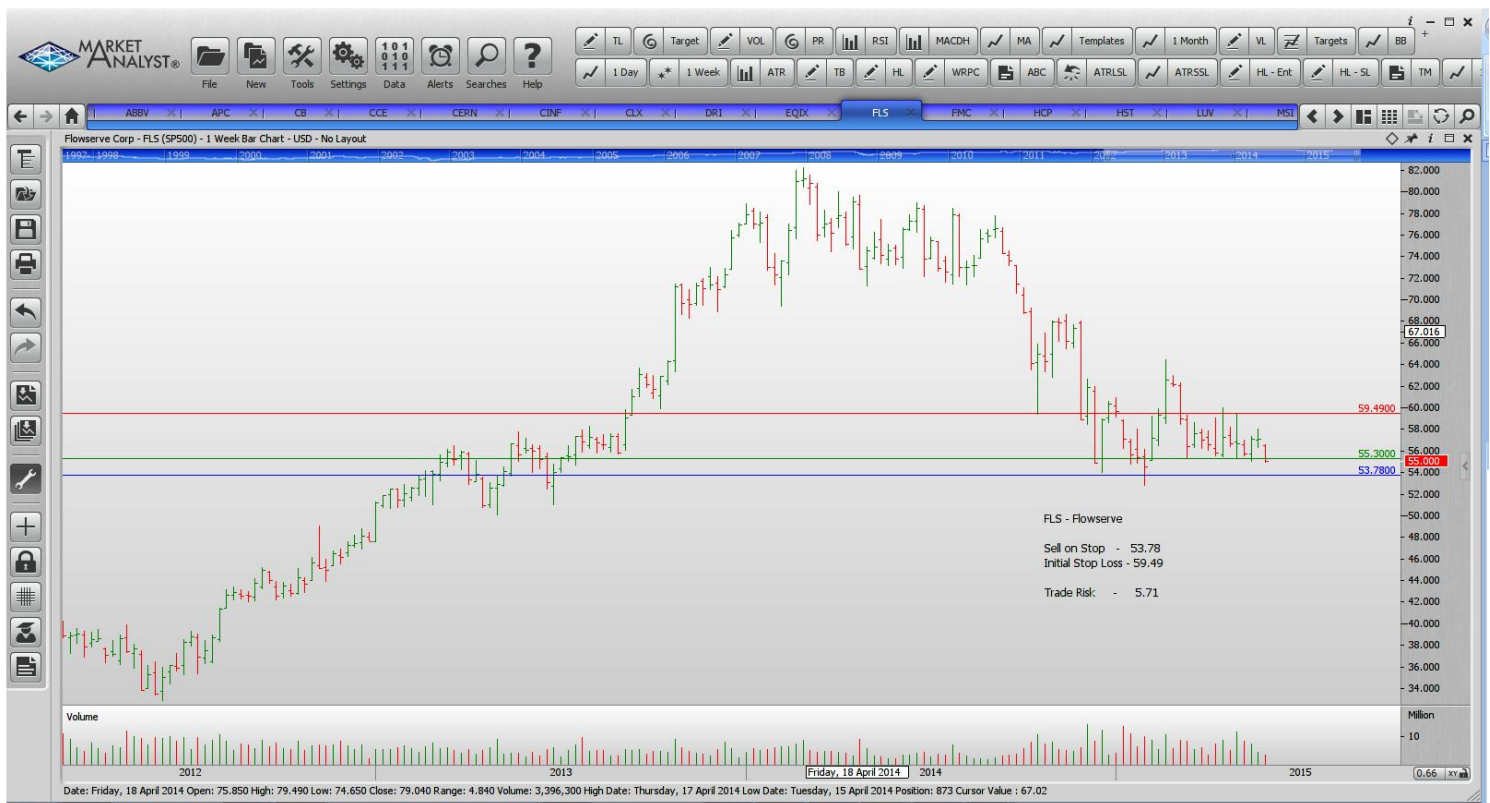 MARKET
ANALYST®
File
New
Tools
Settings
Data
Alerts
Searches
Help
101
010
111
?
TL
Target
VOL
PR
RSI
MACDH
MA
Templates
1 Month
VL
Targets
BB
1 Day
1 Week
ATR
TB
HL
WRPC
ABC
ATRLSL
ATRSSL
HL - Ent
HL - SL
TM
ABBV
APC
CB
CCE
CERN
CINF
CLX
DRI
EQIX
FLS
FMC
HCP
HST
LUV
MSI
Flowserve Corp - FLS (SP500) - 1 Week Bar Chart - USD - No Layout
1997 1998 1999 2000 2001 2002 2003 2004 2005 2006 2007 2008 2009 2010 2011 2012 2013 2014 2015
82.000
80.000
78.000
76.000
74.000
72.000
70.000
68.000
67.016
66.000
64.000
62.000
59.4900
60.000
58.000
56.000
55.3000
55.000
54.000
53.7800
52.000
50.000
48.000
46.000
44.000
42.000
40.000
38.000
36.000
34.000
FLS - Flowserve
Sell on Stop - 53.78
Initial Stop Loss - 59.49
Trade Risk - 5.71
Volume
Million
10
2012
2013
Friday, 18 April 2014
2014
2015
0.66 XY
Date: Friday, 18 April 2014 Open: 75.850 High: 79.490 Low: 74.650 Close: 79.040 Range: 4.840 Volume: 3,396,300 High Date: Thursday, 17 April 2014 Low Date: Tuesday, 15 April 2014 Position: 873 Cursor Value : 67.02